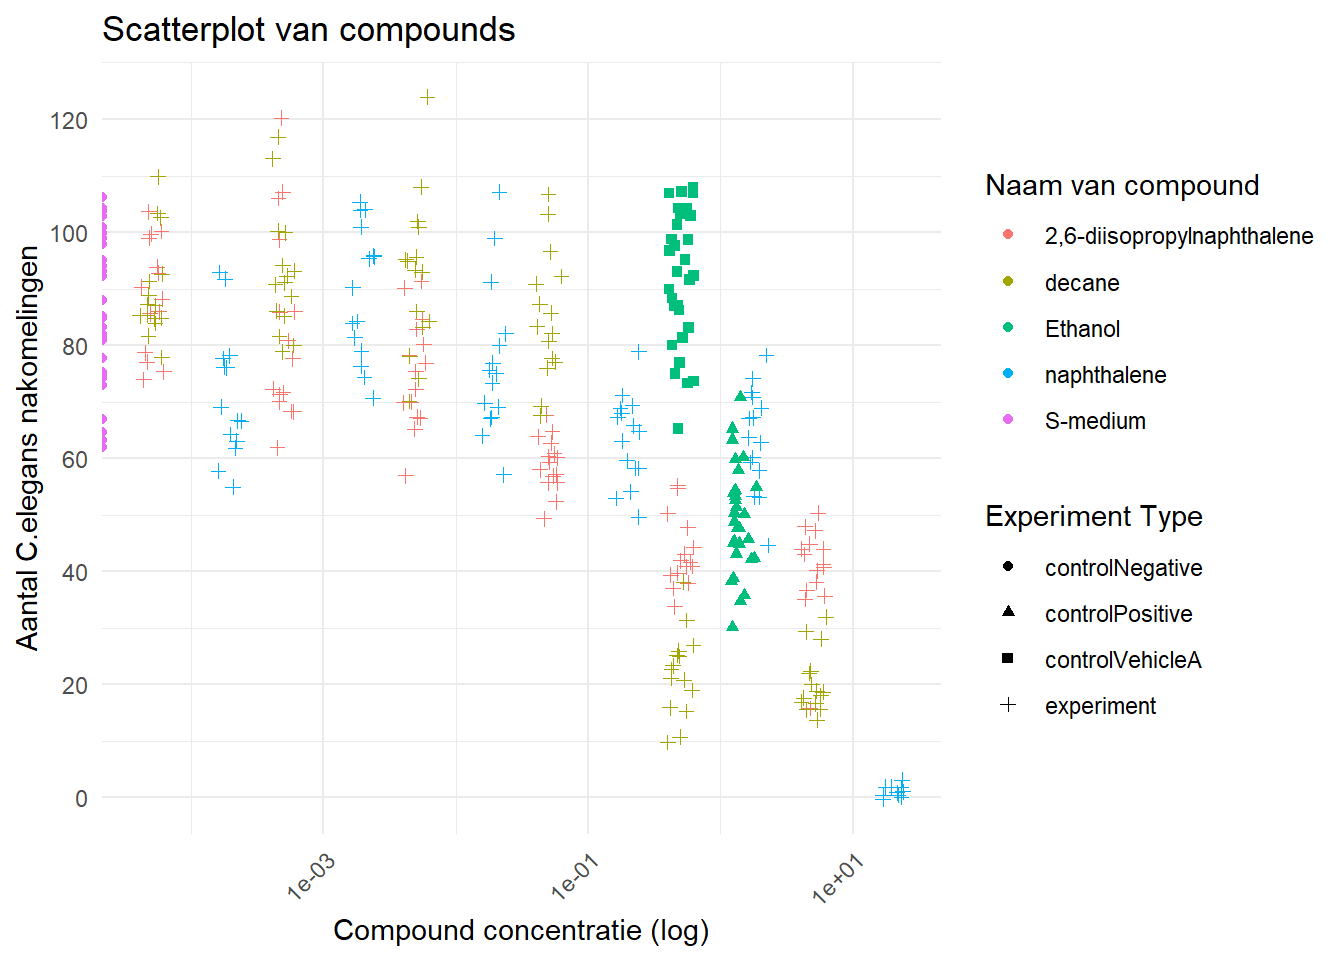 Scatterplot van compounds
Aantal C.elegans nakomelingen
120
100
80
60
40
20
0
1e-03
1e-01
1e+01
Compound concentratie (log)
Naam van compound
2,6-diisopropylnaphthalene
decane
Ethanol
naphthalene
S-medium
Experiment Type
controlNegative
controlPositive
controlVehicleA
experiment